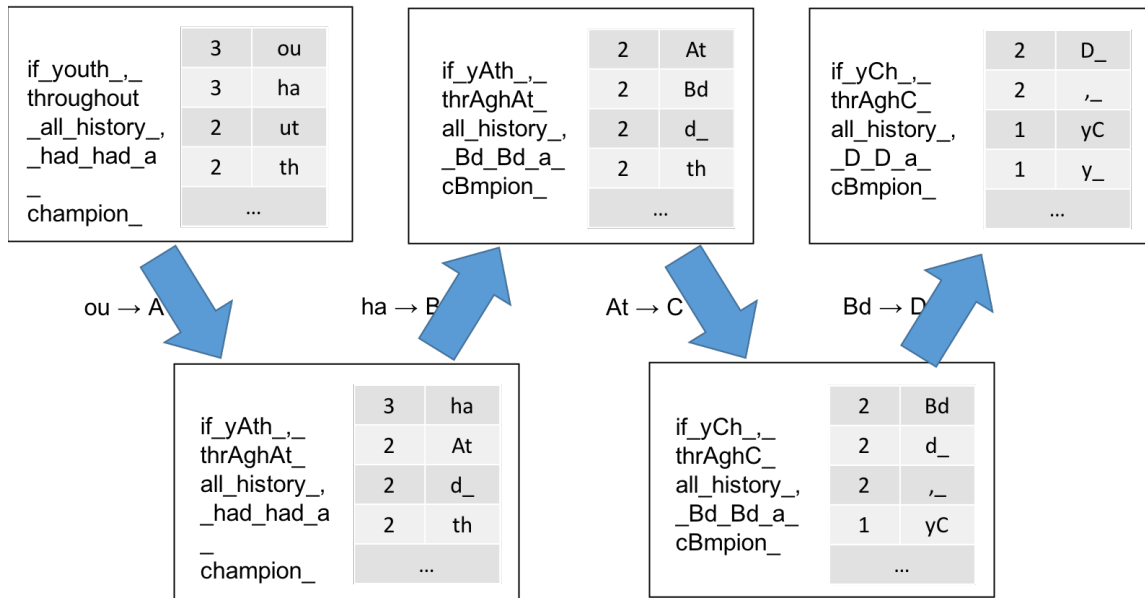 if_youth_,_
throughout
_all_history_,
_had_had_a
_
champion_
3 ou
3 ha
2 ut
2 th
...
ou → A
if_yAth_,_
thrAghAt_
all_history_,
_had_had_a
_
champion_
3 ha
2 At
2 d_
2 th
...
ha → B
if_yAth_,_
thrAghAt_
all_history_,
_Bd_Bd_a_
cBmpion_
2 At
2 Bd
2 d_
2 th
...
At → C
if_yCh_,_
thrAghC_
all_history_,
_Bd_Bd_a_
cBmpion_
2 Bd
2 d_
2 ,_
1 yC
...
Bd → D
if_yCh_,_
thrAghC_
all_history_,
_D_D_a_
cBmpion_
2 D_
2 ,_
1 yC
1 y_
...